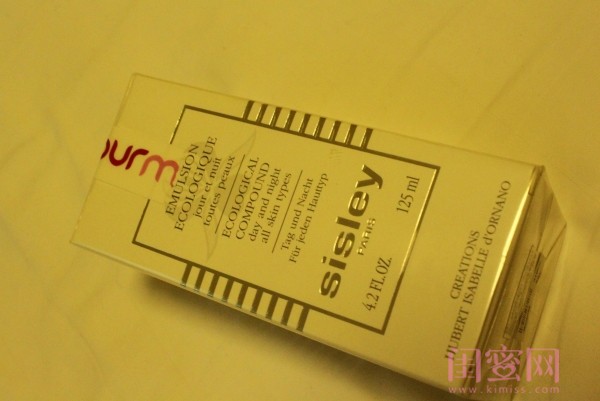 ourm
EMULSION
ECOLOGIQUE
jour et nuit
toutes peaux
ECOLOGICAL
COMPOUND
day and night
all skin types
Tag und Nacht
Für jeden Hauttyp
sisley
PARIS
4.2 FL.OZ.
125 ml
CREATIONS
HUBERT ISABELLE d'ORNANO
闺蜜网
www.kimiss.com